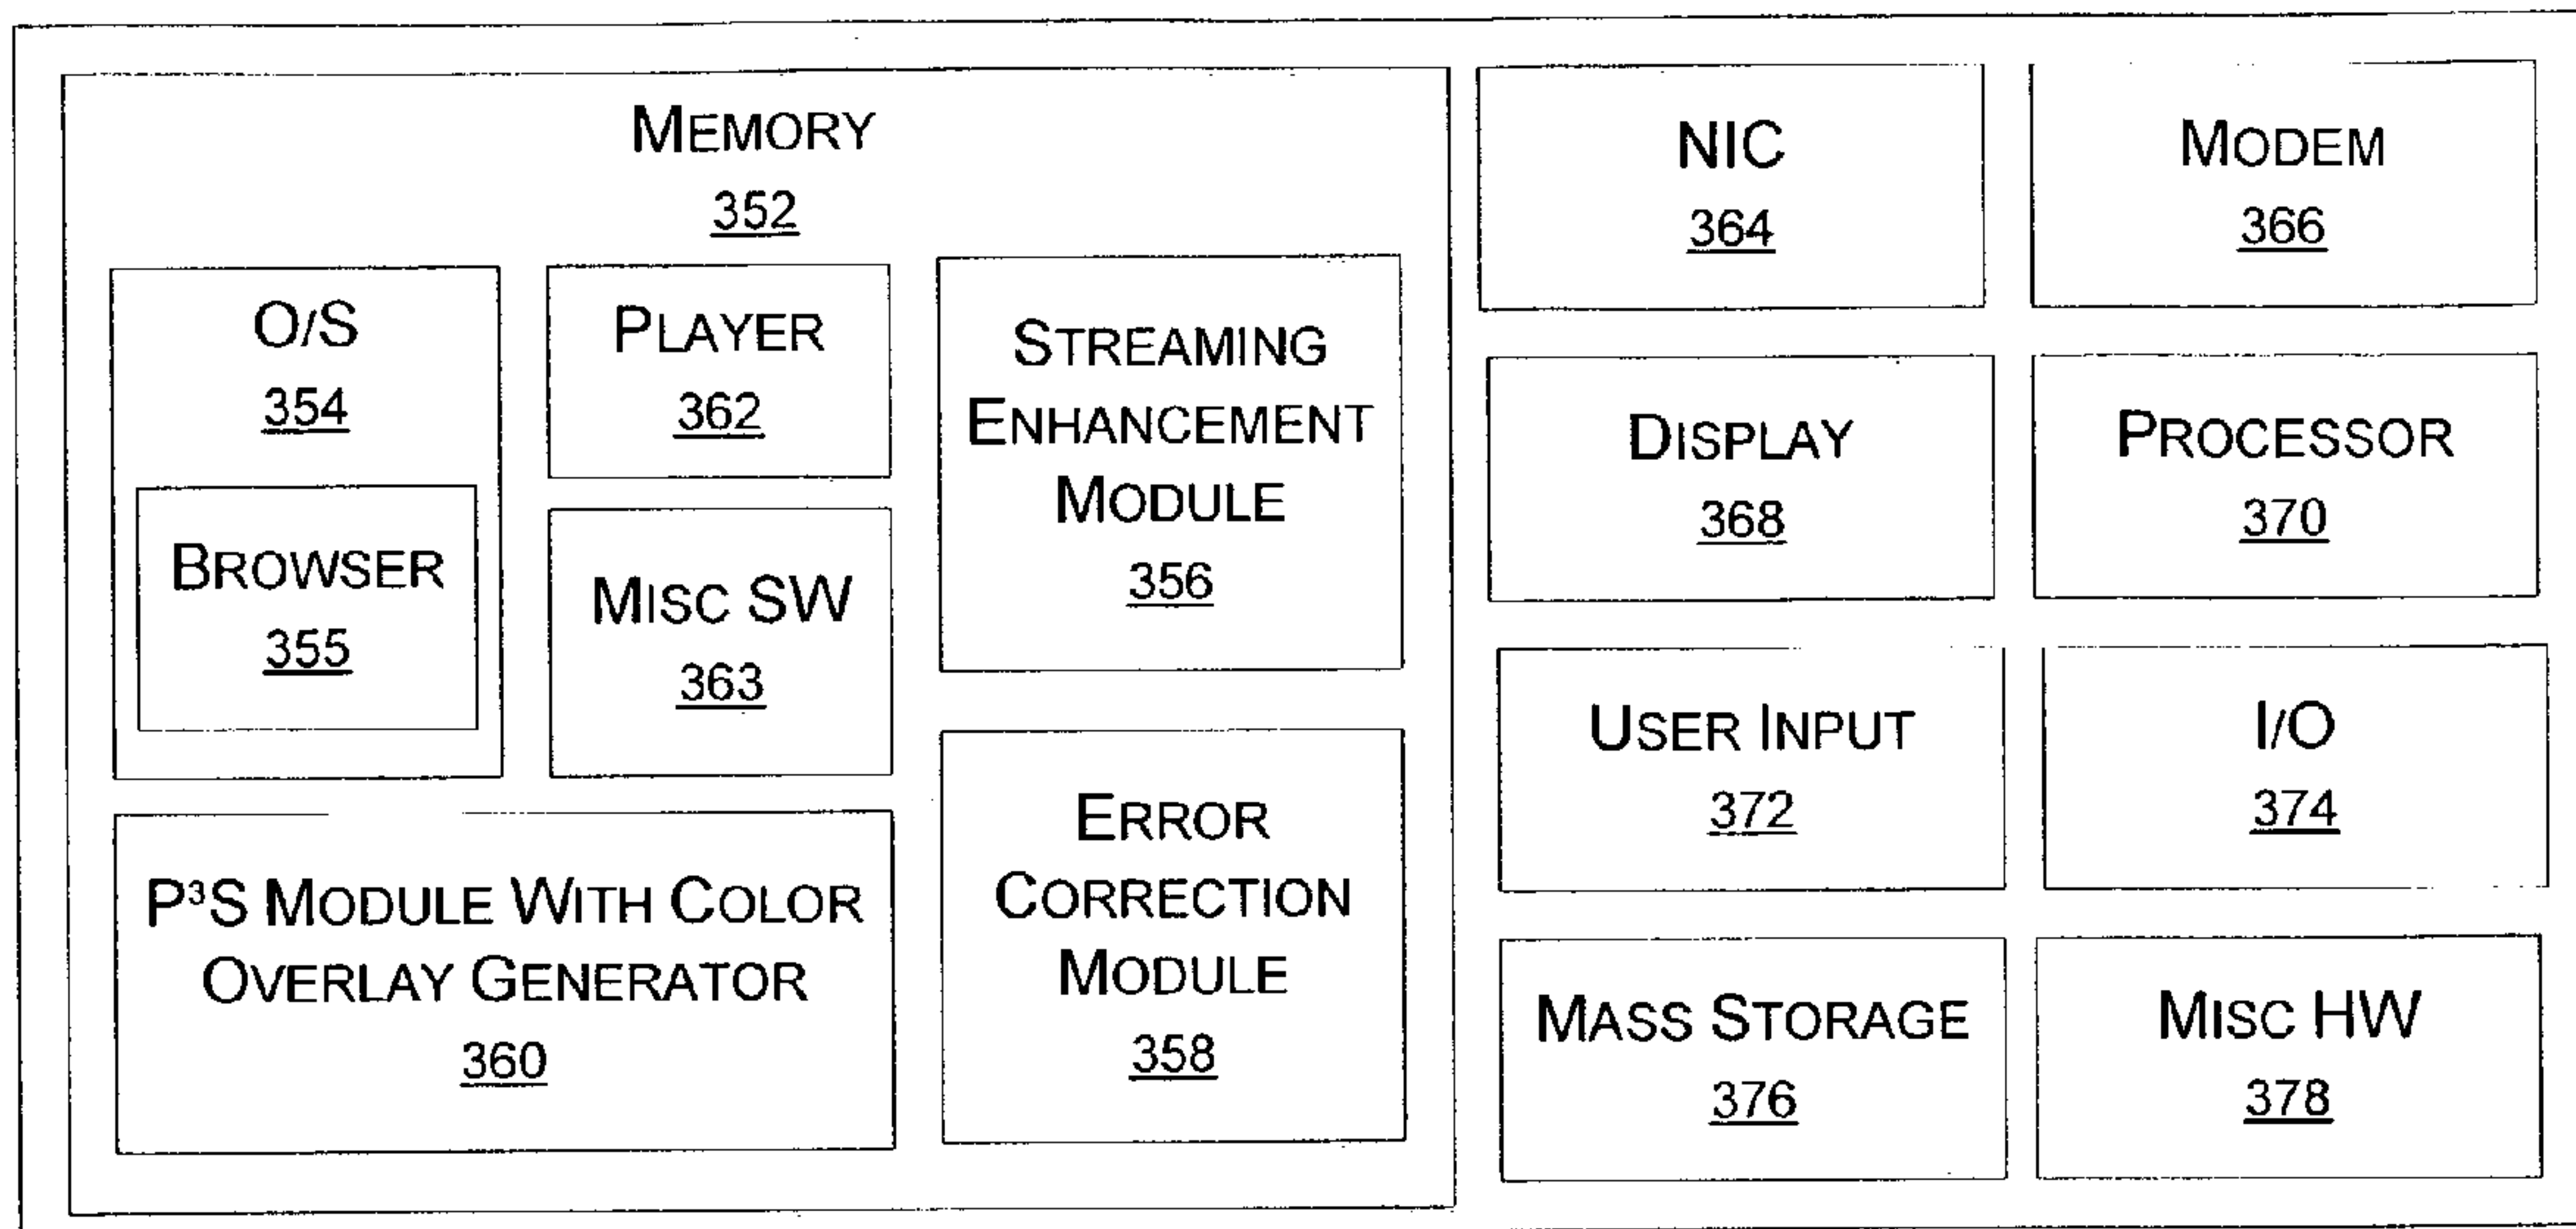 MEMORY
352
O/S
354
BROWSER
355
PLAYER
362
MISC SW
363
STREAMING
ENHANCEMENT
MODULE
356
P³S MODULE WITH COLOR
OVERLAY GENERATOR
360
ERROR
CORRECTION
MODULE
358
NIC
364
MODEM
366
DISPLAY
368
PROCESSOR
370
USER INPUT
372
I/O
374
MASS STORAGE
376
MISC HW
378